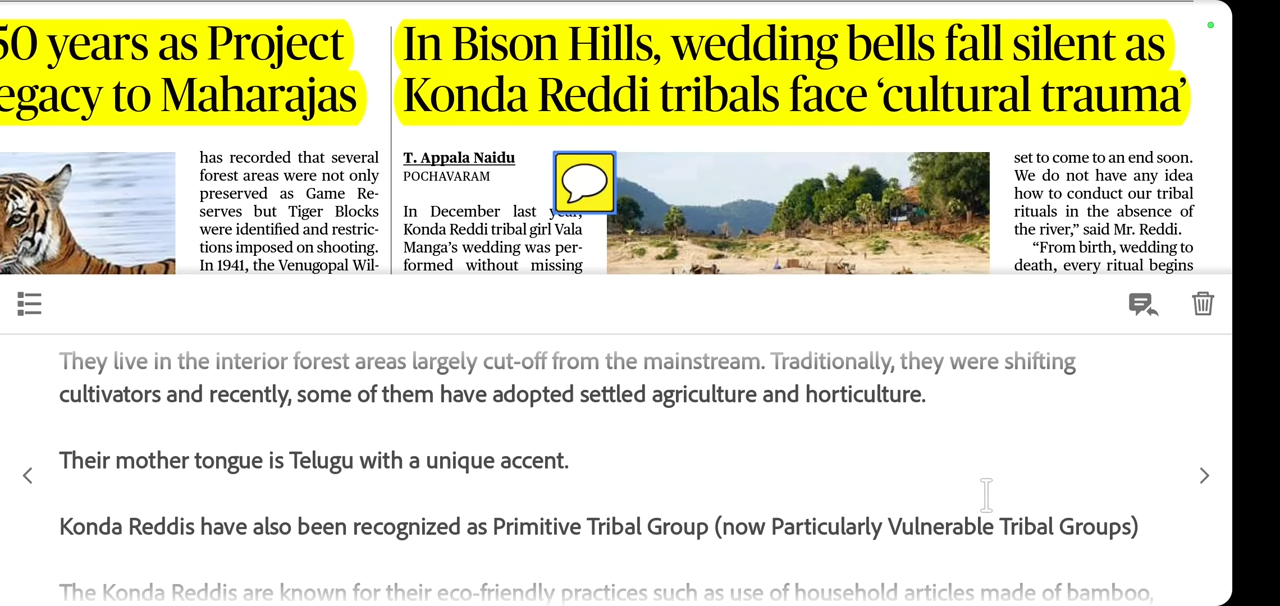 50 years as Project
egacy to Maharajas
has recorded that several
forest areas were not only
preserved as Game Re-
serves but Tiger Blocks
were identified and restric-
tions imposed on shooting.
In 1941, the Venugopal Wil-
In Bison Hills, wedding bells fall silent as
Konda Reddi tribals face ‘cultural trauma’
T. Appala Naidu
POCHAVARAM
In December last year,
Konda Reddi tribal girl Vala
Manga’s wedding was per-
formed without missing
set to come to an end soon.
We do not have any idea
how to conduct our tribal
rituals in the absence of
the river,” said Mr. Reddi.
“From birth, wedding to
death, every ritual begins
They live in the interior forest areas largely cut-off from the mainstream. Traditionally, they were shifting
cultivators and recently, some of them have adopted settled agriculture and horticulture.
Their mother tongue is Telugu with a unique accent.
Konda Reddis have also been recognized as Primitive Tribal Group (now Particularly Vulnerable Tribal Groups)
The Konda Reddis are known for their eco-friendly practices such as use of household articles made of bamboo,